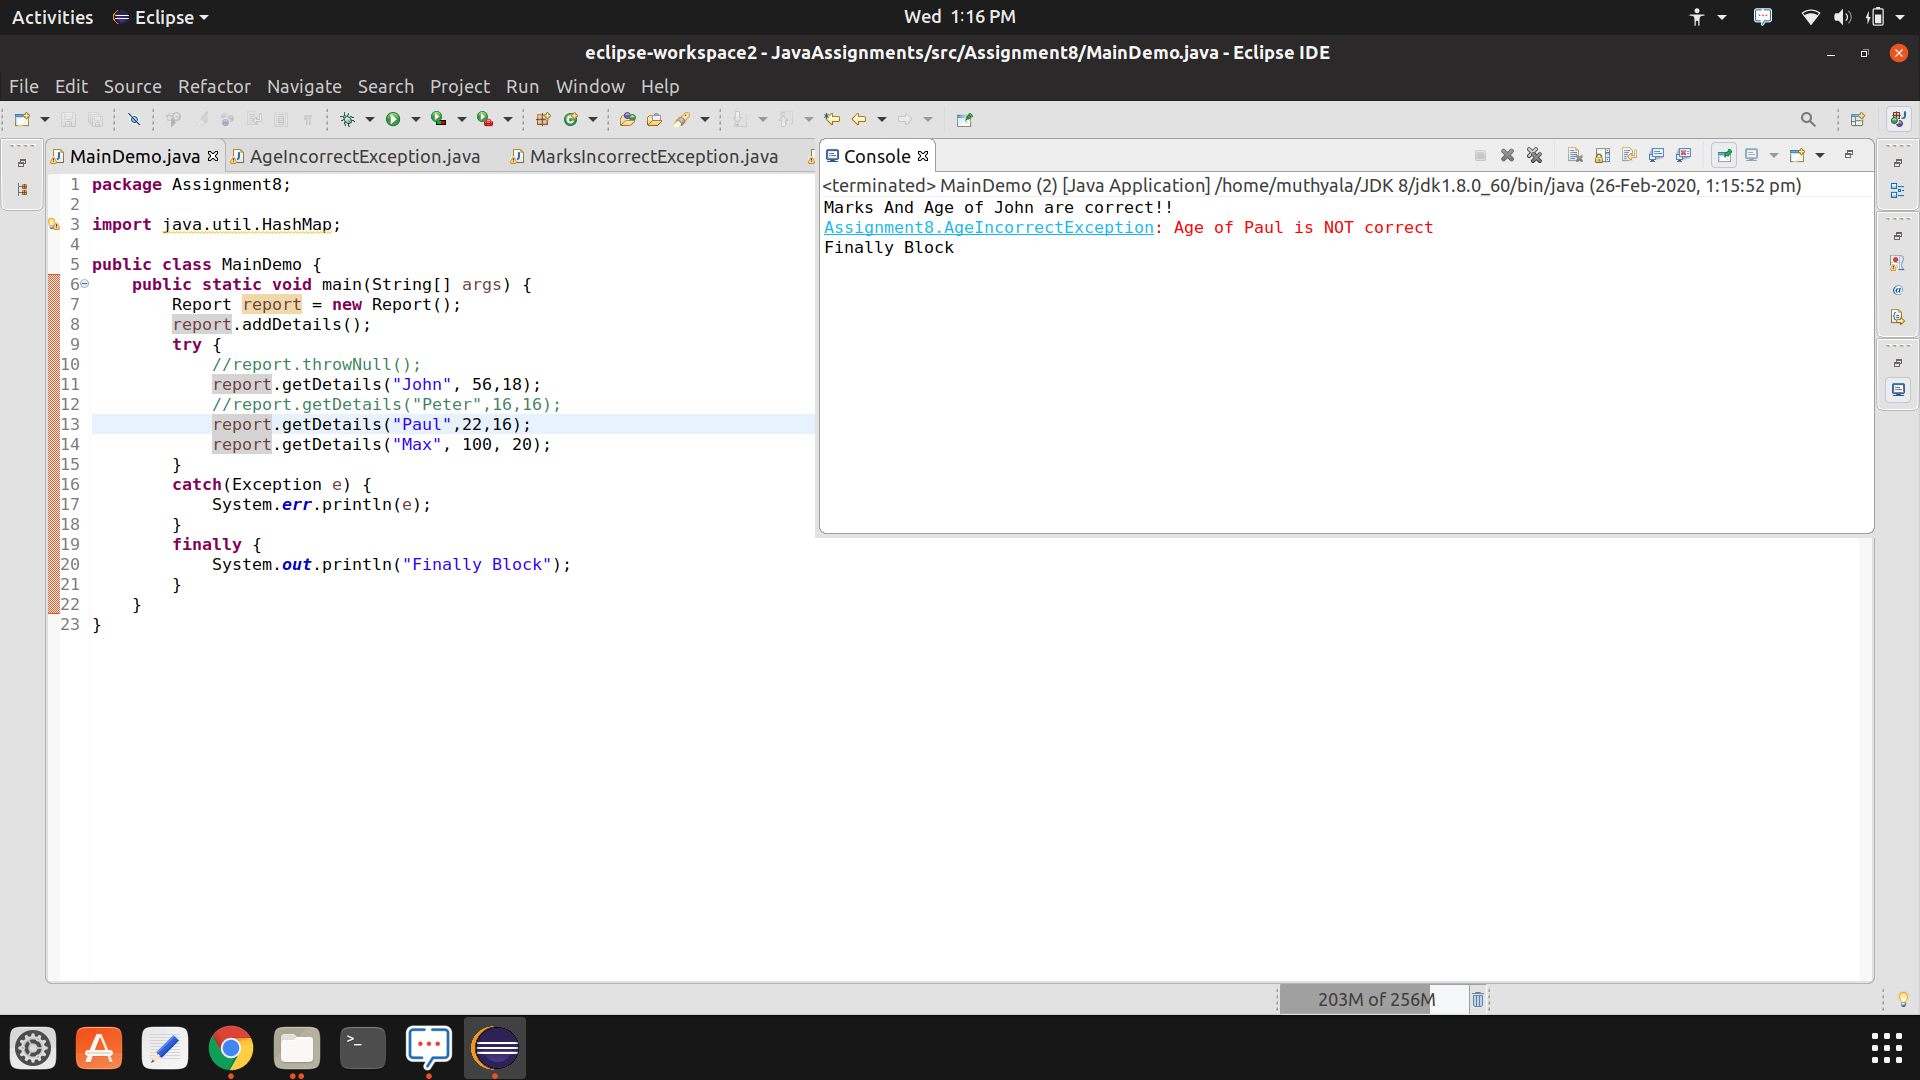 Activities Eclipse Wed 1:16 PM
eclipse-workspace2 - JavaAssignments/src/Assignment8/MainDemo.java - Eclipse IDE
File Edit Source Refactor Navigate Search Project Run Window Help
MainDemo.java AgeIncorrectException.java MarksIncorrectException.java
1 package Assignment8;
2
3 import java.util.HashMap;
4
5 public class MainDemo {
6 public static void main(String[] args) {
7 Report report = new Report();
8 report.addDetails();
9 try {
10 //report.throwNull();
11 report.getDetails("John", 56,18);
12 //report.getDetails("Peter",16,16);
13 report.getDetails("Paul",22,16);
14 report.getDetails("Max", 100, 20);
15 }
16 catch(Exception e) {
17 System.err.println(e);
18 }
19 finally {
20 System.out.println("Finally Block");
21 }
22 }
23 }
Console
<terminated> MainDemo (2) [Java Application] /home/muthyala/JDK 8/jdk1.8.0_60/bin/java (26-Feb-2020, 1:15:52 pm)
Marks And Age of John are correct!!
Assignment8.AgeIncorrectException: Age of Paul is NOT correct
Finally Block
203M of 256M